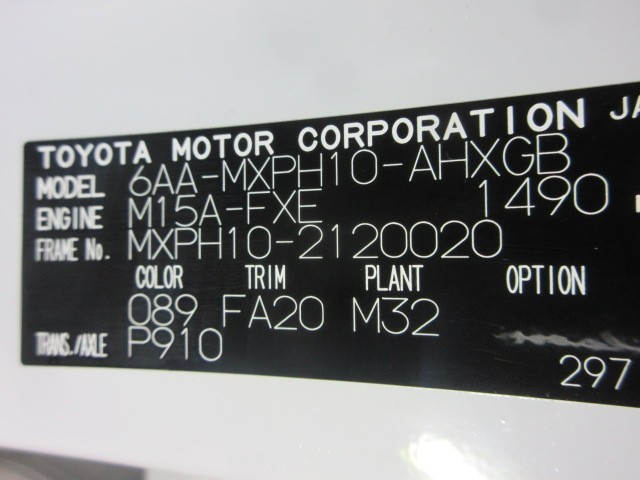 TOYOTA MOTOR CORPORATION JA
MODEL 6AA-MXPH10-AHXGB
ENGINE M15A-FXE 1490
FRAME No. MXPH10-2120020
COLOR TRIM PLANT OPTION
089 FA20 M32
TRANS./AXLE P910
297